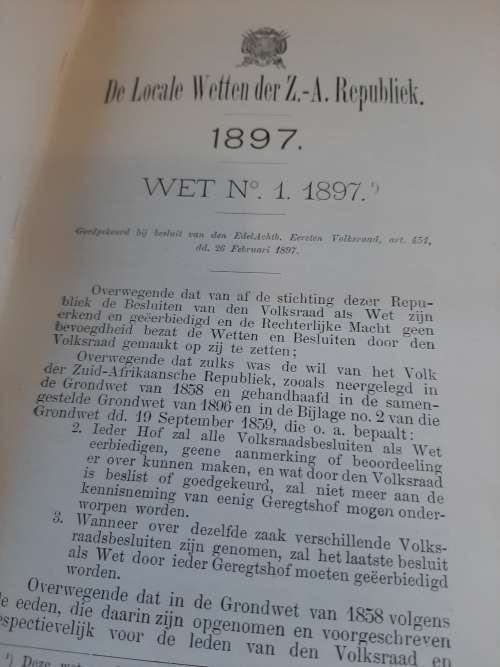 De Locale Wetten der Z.-A. Republiek.
1897.
WET Nº. 1. 1897. ¹)
Goedgekeurd bij besluit van den EdelAchtb. Eersten Volksraad, art. 451,
dd. 26 Februari 1897.
Overwegende dat van af de stichting dezer Repu-
bliek de Besluiten van den Volksraad als Wet zijn
erkend en geëerbiedigd en de Rechterlijke Macht geen
bevoegdheid bezat de Wetten en Besluiten door den
Volksraad gemaakt op zij te zetten;
Overwegende dat zulks was de wil van het Volk
der Zuid-Afrikaansche Republiek, zooals neergelegd in
de Grondwet van 1858 en gehandhaafd in de samen-
gestelde Grondwet van 1896 en in de Bijlage no. 2 van die
Grondwet dd. 19 September 1859, die o. a. bepaalt:
2. Ieder Hof zal alle Volksraadsbesluiten als Wet
eerbiedigen, geene aanmerking of beoordeeling
er over kunnen maken, en wat door den Volksraad
is beslist of goedgekeurd, zal niet meer aan de
kennisneming van eenig Geregtshof mogen onder-
worpen worden.
3. Wanneer over dezelfde zaak verschillende Volks-
raadsbesluiten zijn genomen, zal het laatste besluit
als Wet door ieder Geregtshof moeten geëerbiedigd
worden.
Overwegende dat in de Grondwet van 1858 volgens
de eeden, die daarin zijn opgenomen en voorgeschreven
respectievelijk voor de leden van den Volksraad en
¹) Deze